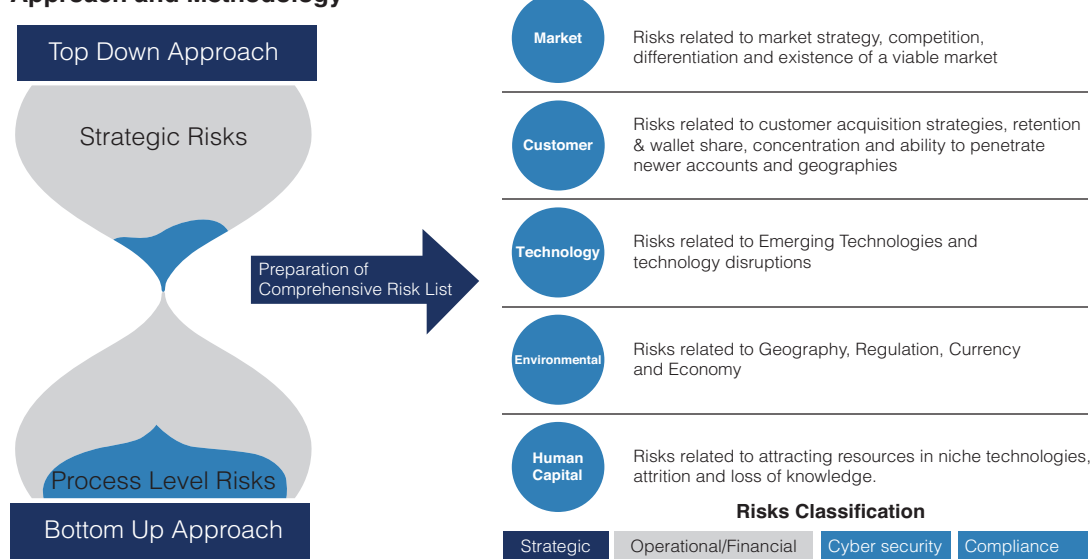 Approach and Methodology
Top Down Approach
Strategic Risks
Preparation of
Comprehensive Risk List
Process Level Risks
Bottom Up Approach
Market
Risks related to market strategy, competition,
differentiation and existence of a viable market
Customer
Risks related to customer acquisition strategies, retention
& wallet share, concentration and ability to penetrate
newer accounts and geographies
Technology
Risks related to Emerging Technologies and
technology disruptions
Environmental
Risks related to Geography, Regulation, Currency
and Economy
Human
Capital
Risks related to attracting resources in niche technologies,
attrition and loss of knowledge.
Risks Classification
Strategic
Operational/Financial
Cyber security
Compliance